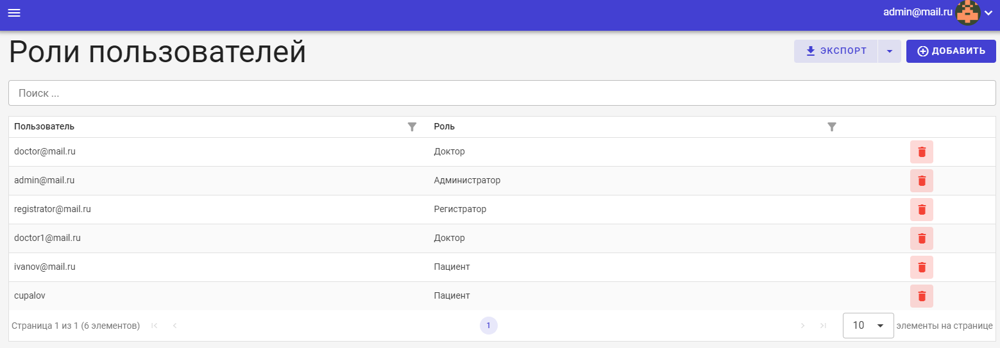 admin@mail.ru
Роли пользователей
ЭКСПОРТ
ДОБАВИТЬ
Поиск ...
Пользователь Роль
doctor@mail.ru Доктор
admin@mail.ru Администратор
registrator@mail.ru Регистратор
doctor1@mail.ru Доктор
ivanov@mail.ru Пациент
cupalov Пациент
Страница 1 из 1 (6 элементов) 1 10 элементы на странице